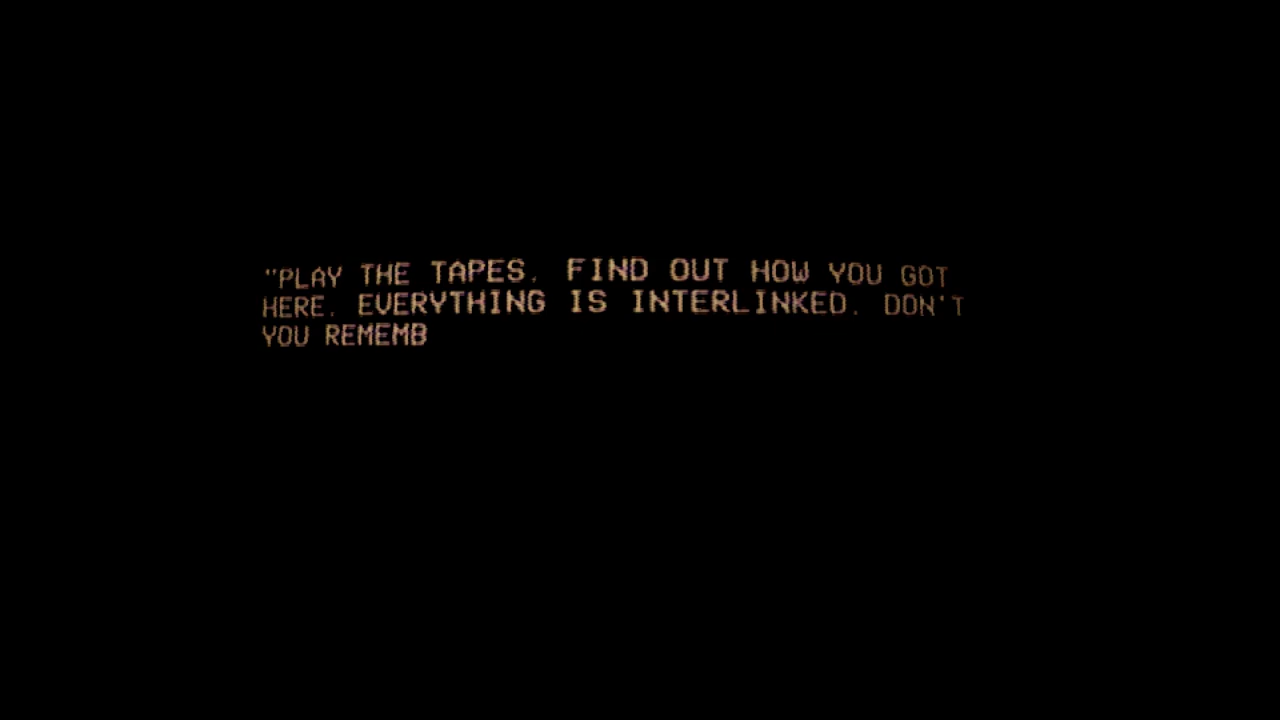 "PLAY THE TAPES. FIND OUT HOW YOU GOT
HERE. EVERYTHING IS INTERLINKED. DON'T
YOU REMEMB